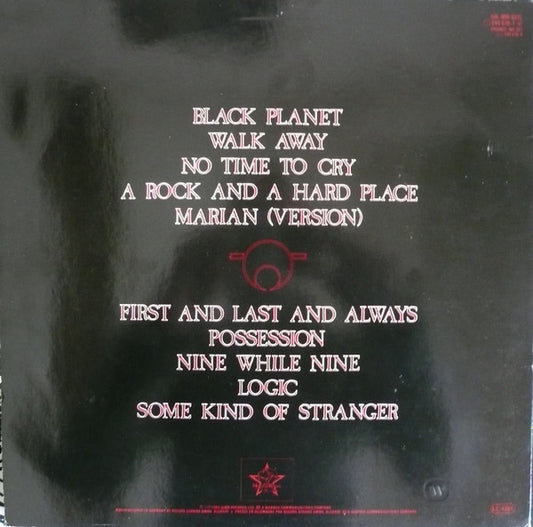 BLACK PLANET
WALK AWAY
NO TIME TO CRY
A ROCK AND A HARD PLACE
MARIAN (VERSION)
FIRST AND LAST AND ALWAYS
POSSESSION
NINE WHILE NINE
LOGIC
SOME KIND OF STRANGER